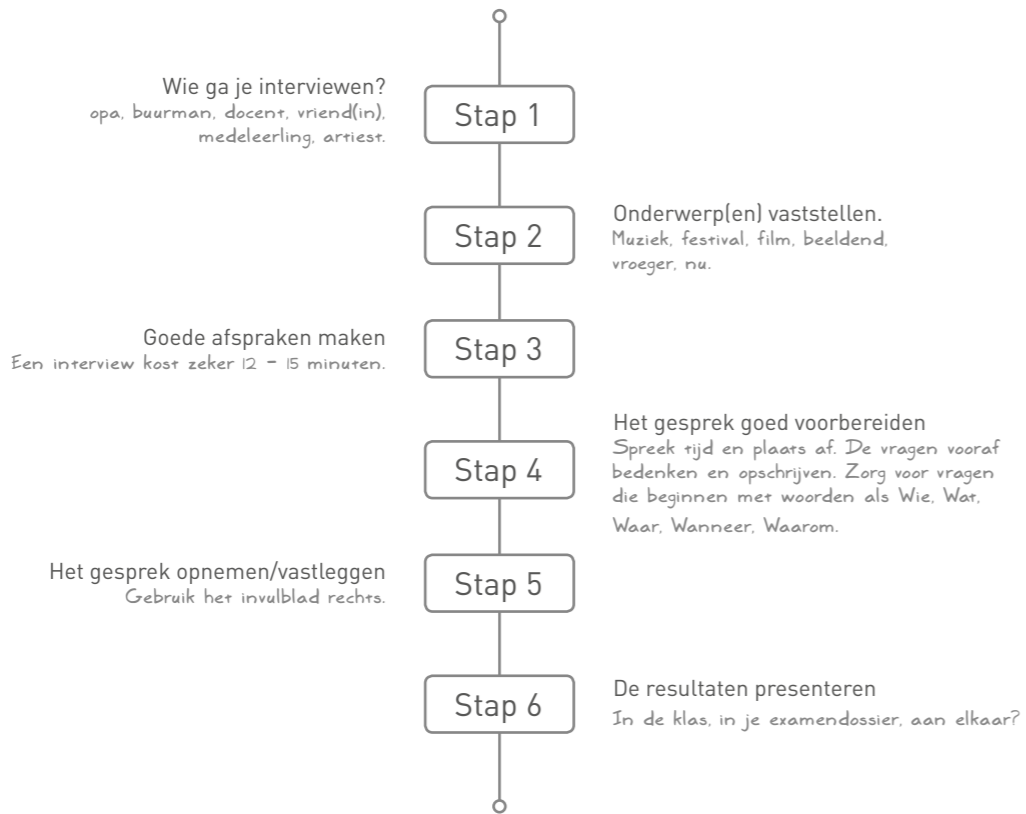 Stap 1
Wie ga je interviewen?
opa, buurman, docent, vriend(in),
medeleerling, artiest.
Stap 2
Onderwerp(en) vaststellen.
Muziek, festival, film, beeldend,
vroeger, nu.
Stap 3
Goede afspraken maken
Een interview kost zeker 12 - 15 minuten.
Stap 4
Het gesprek goed voorbereiden
Spreek tijd en plaats af. De vragen vooraf
bedenken en opschrijven. Zorg voor vragen
die beginnen met woorden als Wie, Wat,
Waar, Wanneer, Waarom.
Stap 5
Het gesprek opnemen/vastleggen
Gebruik het invulblad rechts.
Stap 6
De resultaten presenteren
In de klas, in je examendossier, aan elkaar?